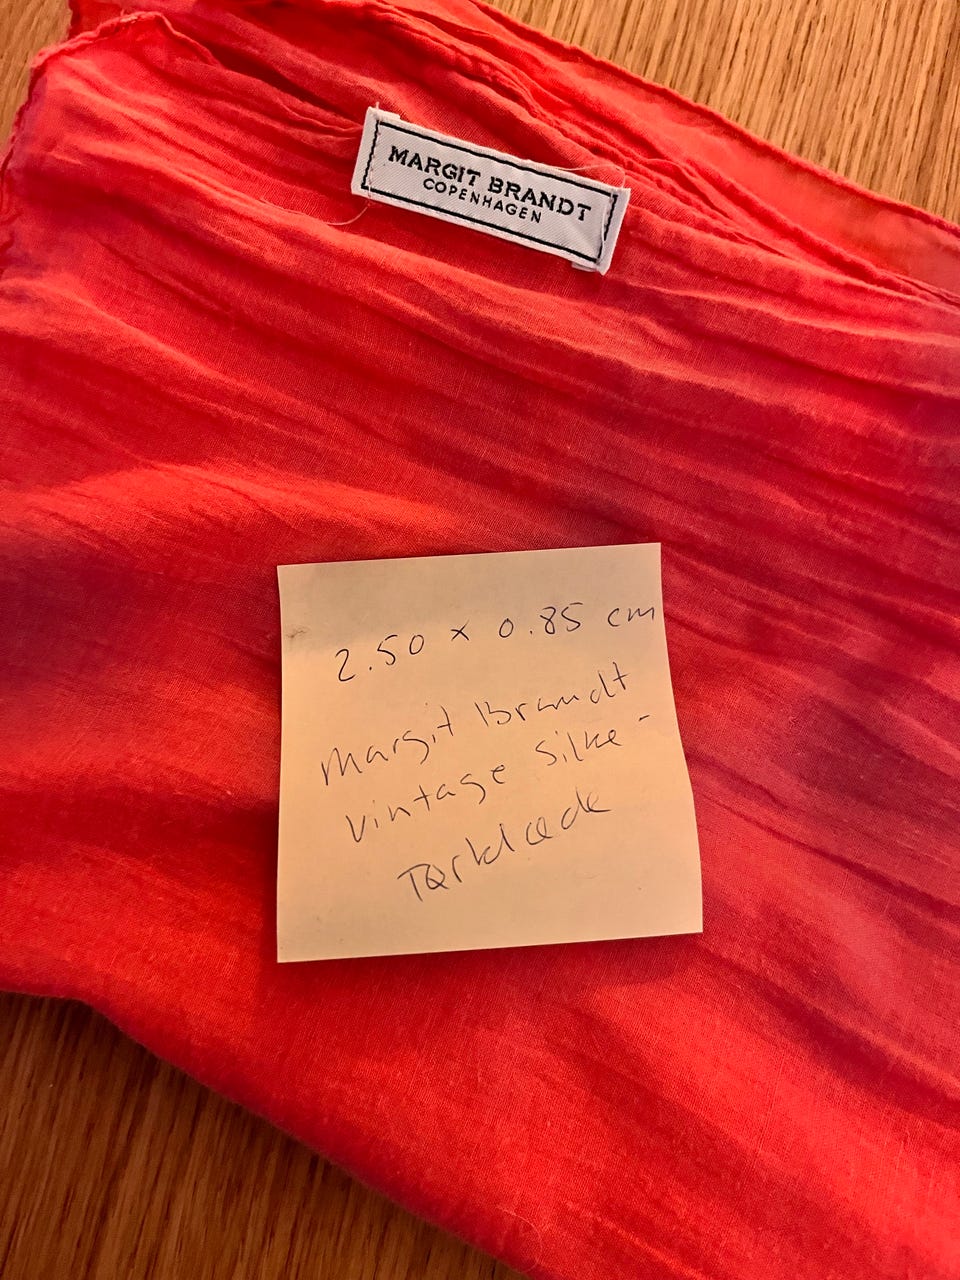 MARGIT BRANDT
COPENHAGEN
2.50 x 0.85 cm
Margit Brandt
vintage silke-
Tørklæde